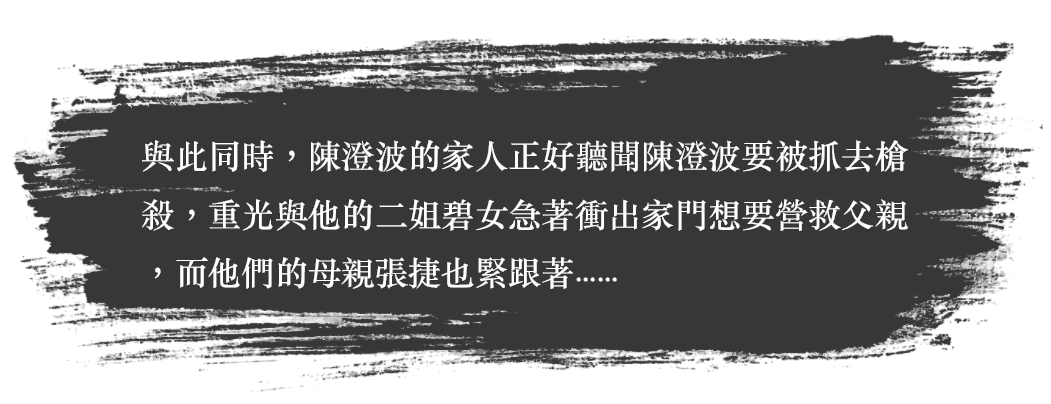 與此同時，陳澄波的家人正好聽聞陳澄波要被抓去槍
殺，重光與他的二姐碧女急著衝出家門想要營救父親
，而他們的母親張捷也緊跟著……